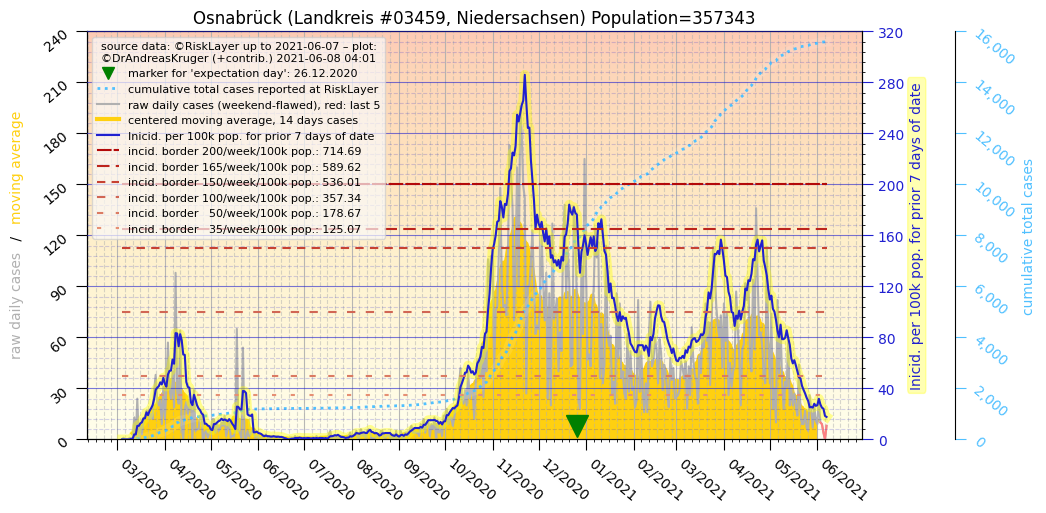 Osnabrück (Landkreis #03459, Niedersachsen) Population=357343
source data: ©RiskLayer up to 2021-06-07 – plot:
©DrAndreasKruger (+contrib.) 2021-06-08 04:01
marker for 'expectation day': 26.12.2020
cumulative total cases reported at RiskLayer
raw daily cases (weekend-flawed), red: last 5
centered moving average, 14 days cases
Inicid. per 100k pop. for prior 7 days of date
incid. border 200/week/100k pop.: 714.69
incid. border 165/week/100k pop.: 589.62
incid. border 150/week/100k pop.: 536.01
incid. border 100/week/100k pop.: 357.34
incid. border 50/week/100k pop.: 178.67
incid. border 35/week/100k pop.: 125.07
raw daily cases / moving average
240
210
180
150
120
90
60
30
0
03/2020
04/2020
05/2020
06/2020
07/2020
08/2020
09/2020
10/2020
11/2020
12/2020
01/2021
02/2021
03/2021
04/2021
05/2021
06/2021
320
280
240
200
160
120
80
40
0
Inicid. per 100k pop. for prior 7 days of date
16,000
14,000
12,000
10,000
8,000
6,000
4,000
2,000
0
cumulative total cases